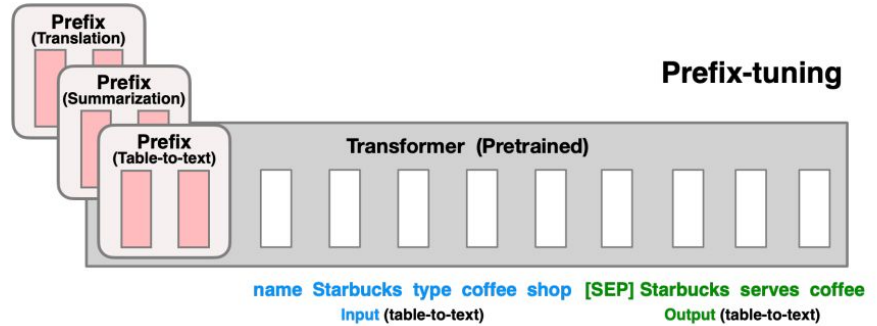 Prefix
(Translation)
Prefix
(Summarization)
Prefix
(Table-to-text)
Prefix-tuning
Transformer (Pretrained)
name Starbucks type coffee shop [SEP] Starbucks serves coffee
Input (table-to-text)
Output (table-to-text)